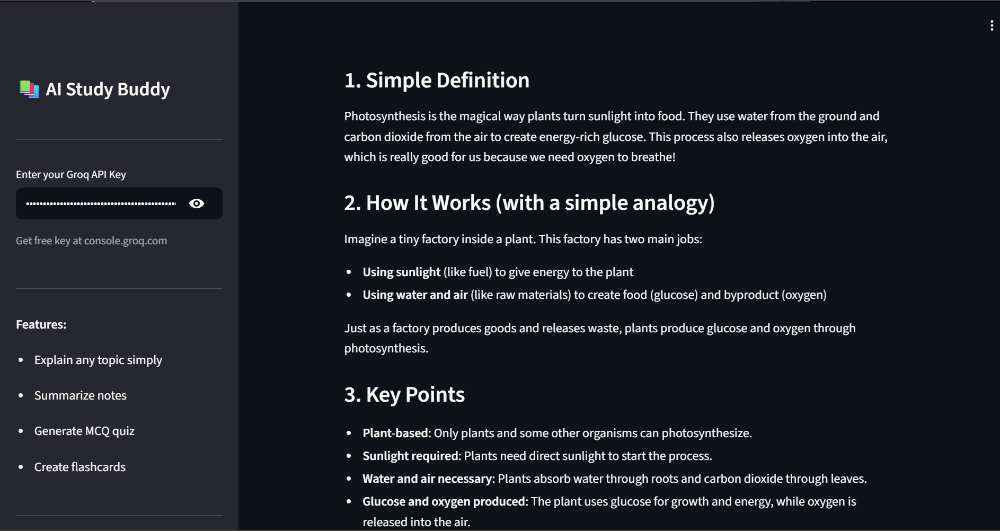 AI Study Buddy
Enter your Groq API Key
Get free key at console.groq.com
Features:
Explain any topic simply
Summarize notes
Generate MCQ quiz
Create flashcards
1. Simple Definition
Photosynthesis is the magical way plants turn sunlight into food. They use water from the ground and
carbon dioxide from the air to create energy-rich glucose. This process also releases oxygen into the air,
which is really good for us because we need oxygen to breathe!
2. How It Works (with a simple analogy)
Imagine a tiny factory inside a plant. This factory has two main jobs:
Using sunlight (like fuel) to give energy to the plant
Using water and air (like raw materials) to create food (glucose) and byproduct (oxygen)
Just as a factory produces goods and releases waste, plants produce glucose and oxygen through
photosynthesis.
3. Key Points
Plant-based: Only plants and some other organisms can photosynthesize.
Sunlight required: Plants need direct sunlight to start the process.
Water and air necessary: Plants absorb water through roots and carbon dioxide through leaves.
Glucose and oxygen produced: The plant uses glucose for growth and energy, while oxygen is
released into the air.